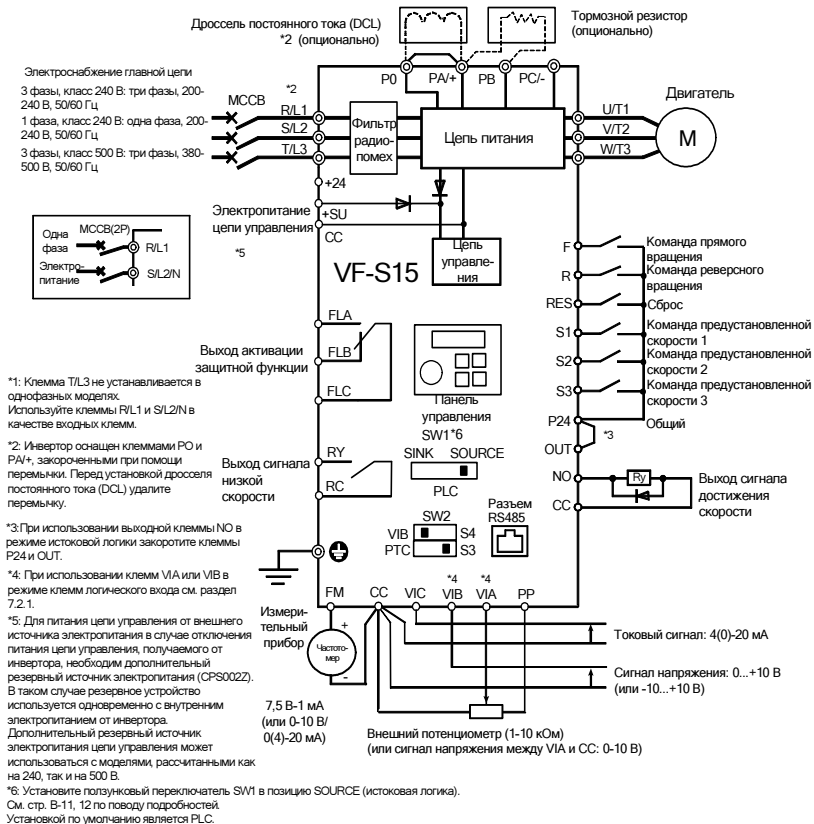 Дроссель постоянного тока (DCL)
*2 (опционально)
Тормозной резистор
(опционально)
P0
PA/+
PB
PC/-
Электроснабжение главной цепи
3 фазы, класс 240 В: три фазы, 200-
240 В, 50/60 Гц
1 фаза, класс 240 В: одна фаза, 200-
240 В, 50/60 Гц
3 фазы, класс 500 В: три фазы, 380-
500 В, 50/60 Гц
MCCB
*2
R/L1
S/L2
T/L3
Фильтр
радио-
помех
Цепь питания
U/T1
V/T2
W/T3
Двигатель
M
+24
Электропитание
цепи управления
+SU
CC
*5
Цепь
управле-
ния
VF-S15
Одна
фаза
MCCB(2P)
R/L1
Электро-
питание
S/L2/N
F
Команда прямого
вращения
R
Команда реверсного
вращения
RES
Сброс
S1
Команда предустановленной
скорости 1
S2
Команда предустановленной
скорости 2
S3
Команда предустановленной
скорости 3
P24
Общий
*3
OUT
NO
Ry
CC
Выход сигнала
достижения
скорости
FLA
FLB
FLC
Выход активации
защитной функции
Панель
управления
SW1*6
SINK SOURCE
PLC
RY
RC
Выход сигнала
низкой
скорости
SW2
VIB
S4
PTC
S3
Разъем
RS485
*1: Клемма T/L3 не устанавливается в
однофазных моделях.
Используйте клеммы R/L1 и S/L2/N в
качестве входных клемм.
*2: Инвертор оснащен клеммами PO и
PA/+, закороченными при помощи
перемычки. Перед установкой дросселя
постоянного тока (DCL) удалите
перемычку.
*3:При использовании выходной клеммы NO в
режиме истоковой логики закоротите клеммы
P24 и OUT.
*4: При использовании клемм VIA или VIB в
режиме клемм логического входа см. раздел
7.2.1.
*5: Для питания цепи управления от внешнего
источника электропитания в случае отключения
питания цепи управления, получаемого от
инвертора, необходим дополнительный
резервный источник электропитания (CPS002Z).
В таком случае резервное устройство
используется одновременно с внутренним
электропитанием от инвертора.
Дополнительный резервный источник
электропитания цепи управления может
использоваться с моделями, рассчитанными как
на 240, так и на 500 В.
*6: Установите ползунковый переключатель SW1 в позицию SOURCE (истоковая логика).
См. стр. B-11, 12 по поводу подробностей.
Установкой по умолчанию является PLC.
FM
CC
VIC
*4
VIB
*4
VIA
PP
Измери-
тельный
прибор
+
Частото-
мер
-
7,5 В-1 мА
(или 0-10 В/
0(4)-20 мА)
Токовый сигнал: 4(0)-20 мА
Сигнал напряжения: 0...+10 В
(или -10...+10 В)
Внешний потенциометр (1-10 кОм)
(или сигнал напряжения между VIA и CC: 0-10 В)